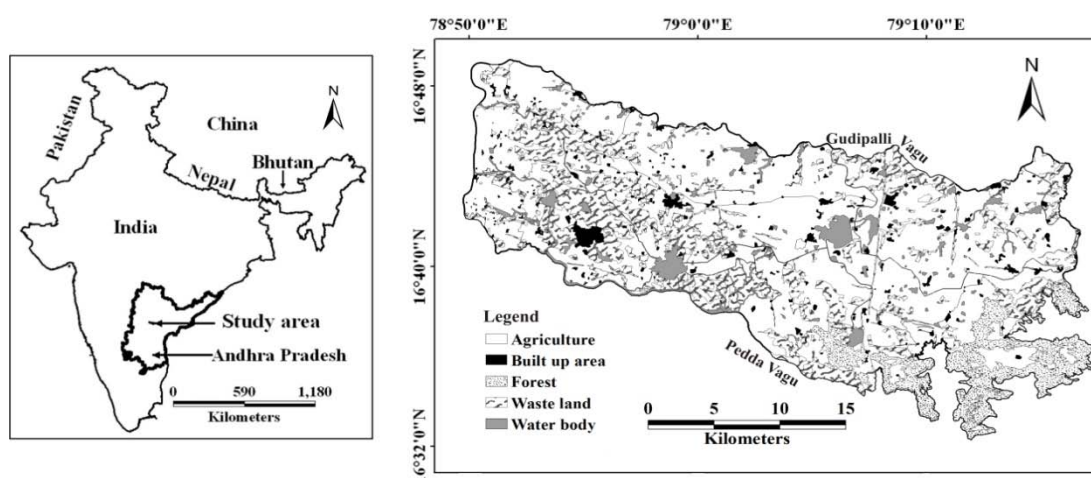 N
Pakistan
China
Nepal
Bhutan
India
Study area
Andhra Pradesh
0 590 1,180
Kilometers
78°50'0"E 79°0'0"E 79°10'0"E
16°48'0"N
16°40'0"N
6°32'0"N
N
Gudipalli Vagu
Pedda Vagu
Legend
Agriculture
Built up area
Forest
Waste land
Water body
0 5 10 15
Kilometers